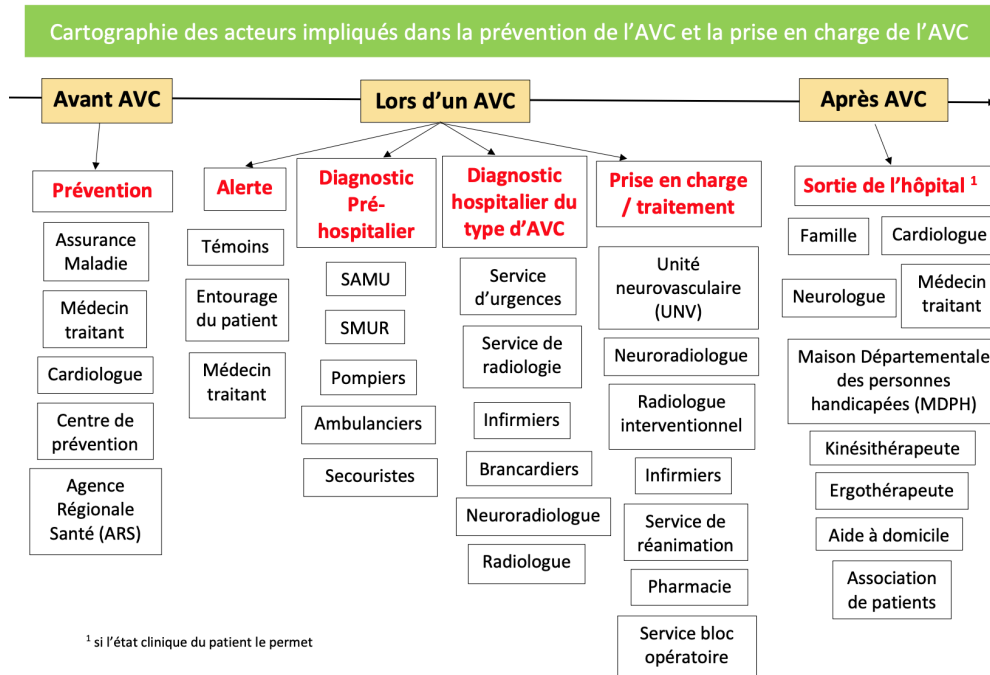 Cartographie des acteurs impliqués dans la prévention de l'AVC et la prise en charge de l'AVC
Avant AVC
Lors d'un AVC
Après AVC
Prévention
Assurance
Maladie
Médecin
traitant
Cardiologue
Centre de
prévention
Agence
Régionale
Santé (ARS)
Alerte
Témoins
Entourage
du patient
Médecin
traitant
Diagnostic
Pré-
hospitalier
SAMU
SMUR
Pompiers
Ambulanciers
Secouristes
Diagnostic
hospitalier du
type d'AVC
Service
d'urgences
Service de
radiologie
Infirmiers
Brancardiers
Neuroradiologue
Radiologue
Prise en charge
/ traitement
Unité
neurovasculaire
(UNV)
Neuroradiologue
Radiologue
interventionnel
Infirmiers
Service de
réanimation
Pharmacie
Service bloc
opératoire
Sortie de l'hôpital ¹
Famille
Cardiologue
Neurologue
Médecin
traitant
Maison Départementale
des personnes
handicapées (MDPH)
Kinésithérapeute
Ergothérapeute
Aide à domicile
Association
de patients
¹ si l'état clinique du patient le permet